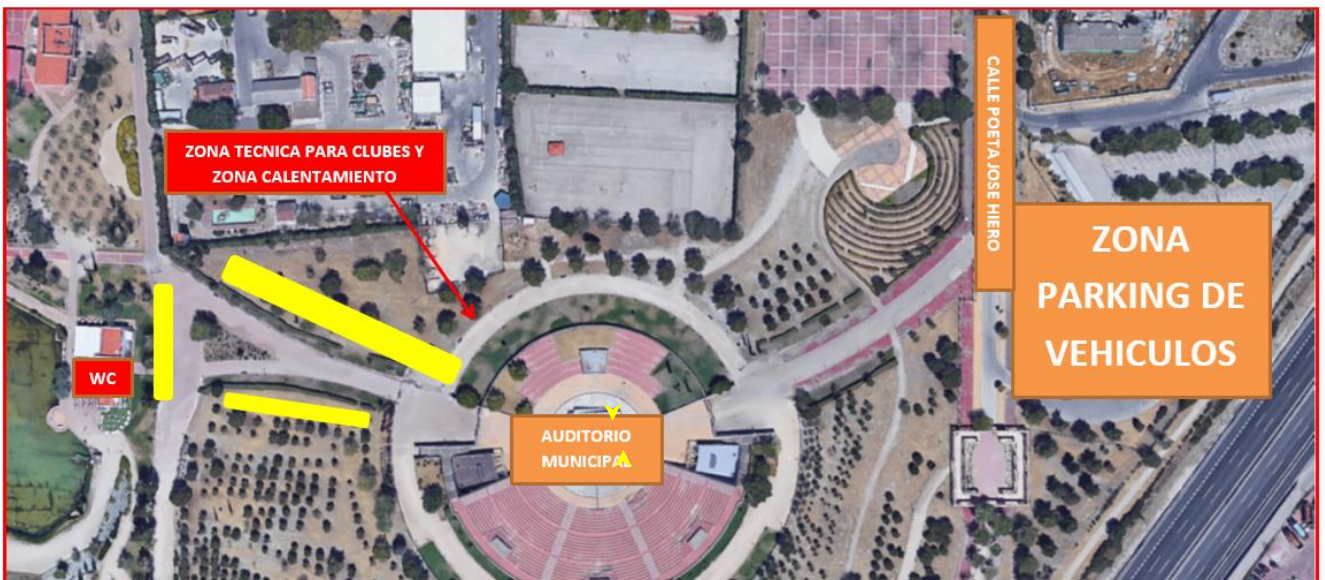 ZONA TECNICA PARA CLUBES Y
ZONA CALENTAMIENTO
CALLE POETA JOSE HIERO
ZONA
PARKING DE
VEHICULOS
WC
AUDITORIO
MUNICIPAL